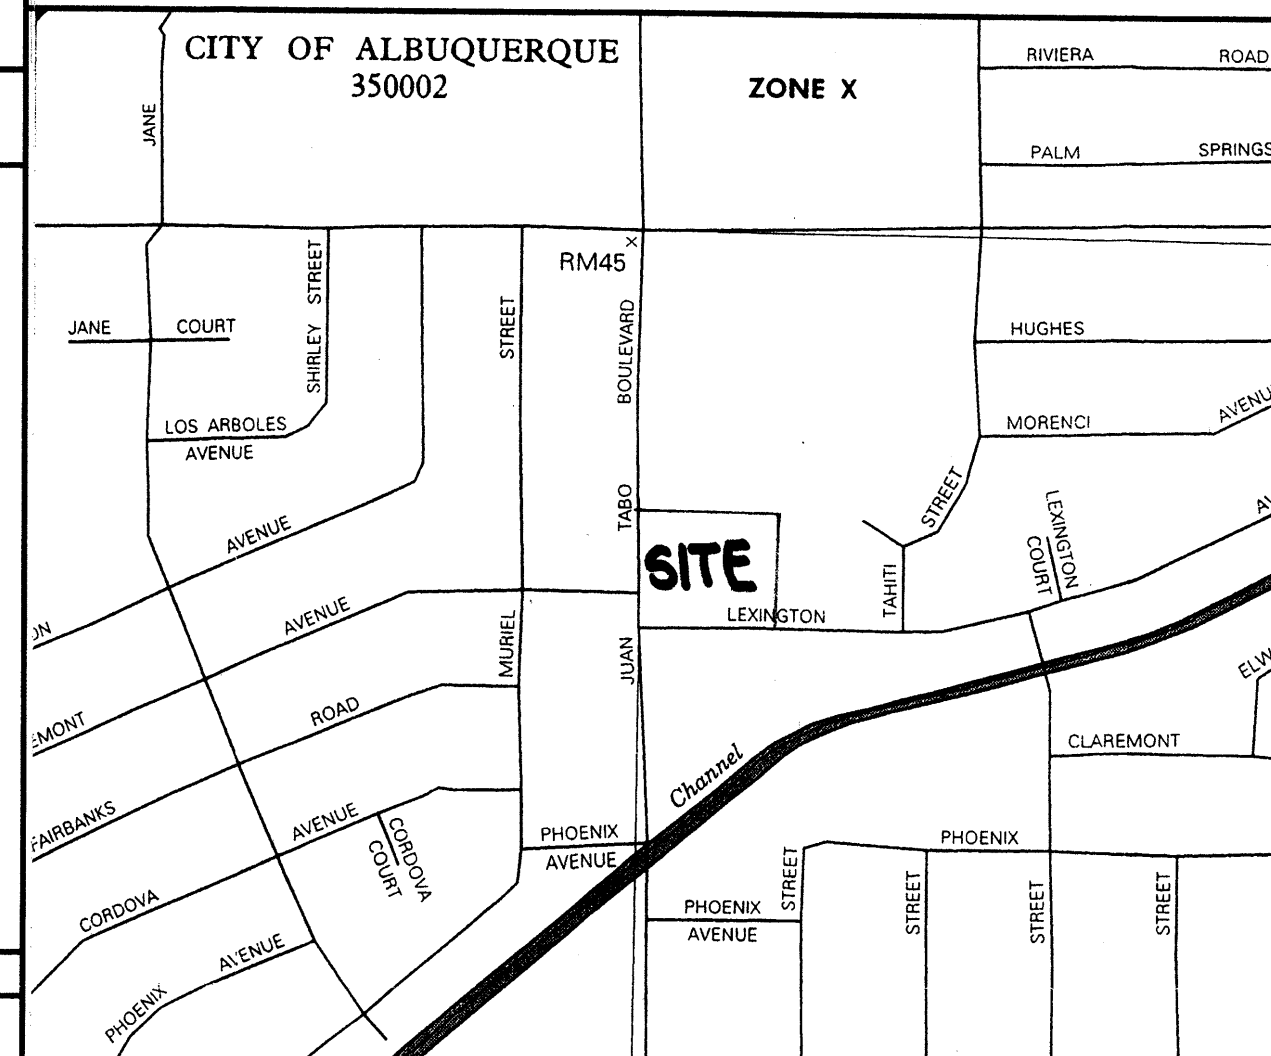 CITY OF ALBUQUERQUE
350002
ZONE X
RIVIERA ROAD
JANE
PALM SPRINGS
RM45
SHIRLEY STREET
STREET
JUAN TABO BOULEVARD
JANE COURT
HUGHES
LOS ARBOLES
AVENUE
MORENCI
STREET
LEXINGTON
COURT
AVENUE
SITE
LEXINGTON
TAHITI
AVENUE
MURIEL
ROAD
CLAREMONT
Channel
FAIRBANKS
AVENUE
CORDOVA
COURT
PHOENIX
AVENUE
PHOENIX
STREET
STREET
STREET
STREET
CORDOVA
PHOENIX
AVENUE
AVENUE
PHOENIX